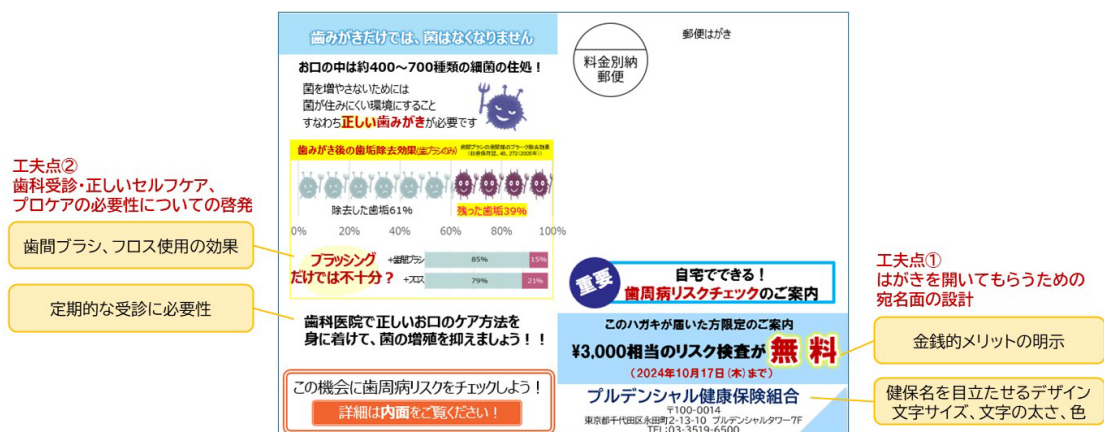 工夫点②
歯科受診・正しいセルフケア、
プロケアの必要性についての啓発
歯間ブラシ、フロス使用の効果
定期的な受診に必要性
歯みがきだけでは、菌はなくなりません
お口の中は約400〜700種類の細菌の住処！
菌を増やさないためには
菌が住みにくい環境にすること
すなわち正しい歯みがきが必要です
歯みがき後の歯垢除去効果(歯ブラシのみ)
除去した歯垢61%
残った歯垢39%
0% 20% 40% 60% 80% 100%
ブラッシング
だけでは不十分？
+歯間ブラシ 85% 15%
+フロス 79% 21%
歯科医院で正しいお口のケア方法を
身に着けて、菌の増殖を抑えましょう！！
この機会に歯周病リスクをチェックしよう！
詳細は内面をご覧ください！
郵便はがき
料金別納
郵便
重要
自宅でできる！
歯周病リスクチェックのご案内
このハガキが届いた方限定のご案内
¥3,000相当のリスク検査が無料
(2024年10月17日(木)まで)
プルデンシャル健康保険組合
〒100-0014
東京都千代田区永田町2-13-10 プルデンシャルタワー7F
TEL:03-3519-6500
工夫点①
はがきを開いてもらうための
宛名面の設計
金銭的メリットの明示
健保名を目立たせるデザイン
文字サイズ、文字の太さ、色